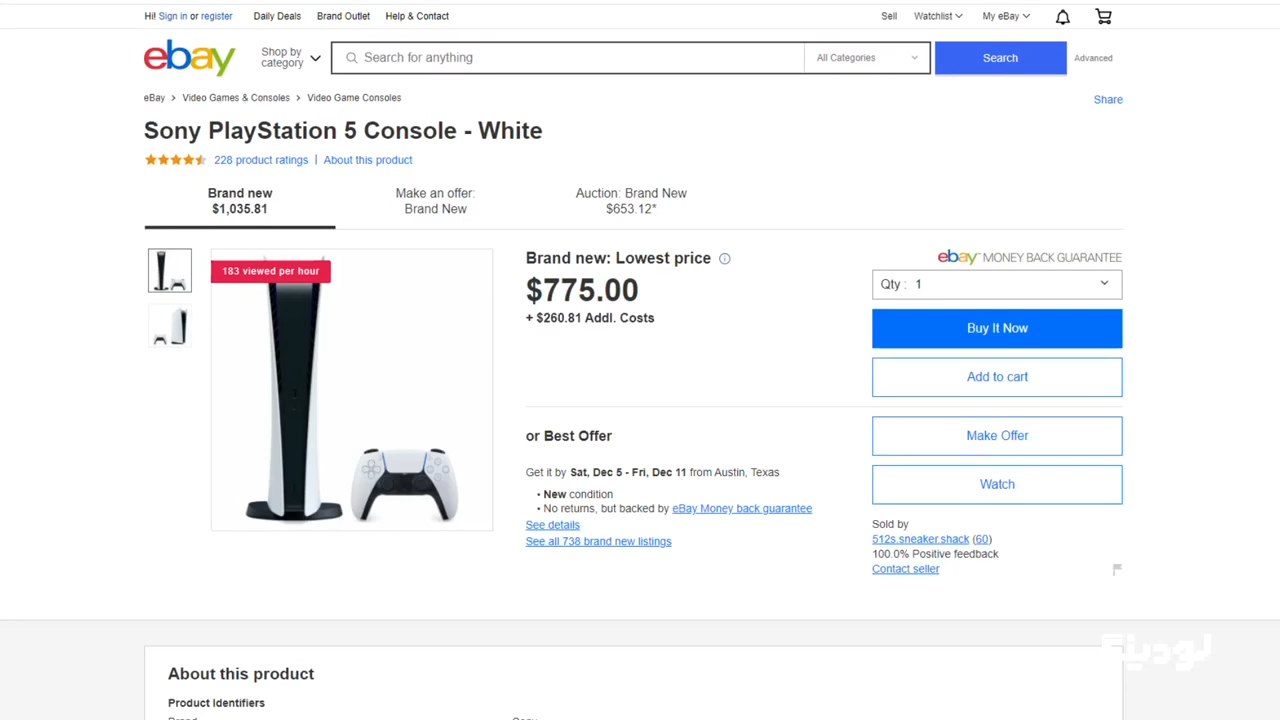 Hi! Sign in or register Daily Deals Brand Outlet Help & Contact Sell Watchlist My eBay
ebay Shop by category Search for anything All Categories Search Advanced
eBay > Video Games & Consoles > Video Game Consoles
Share
Sony PlayStation 5 Console - White
228 product ratings | About this product
Brand new
$1,035.81
Make an offer:
Brand New
Auction: Brand New
$653.12*
183 viewed per hour
Brand new: Lowest price
$775.00
+ $260.81 Addl. Costs
or Best Offer
Get it by Sat, Dec 5 - Fri, Dec 11 from Austin, Texas
• New condition
• No returns, but backed by eBay Money back guarantee
See details
See all 738 brand new listings
ebay MONEY BACK GUARANTEE
Qty : 1
Buy It Now
Add to cart
Make Offer
Watch
Sold by
512s.sneaker.shack (60)
100.0% Positive feedback
Contact seller
About this product
Product Identifiers